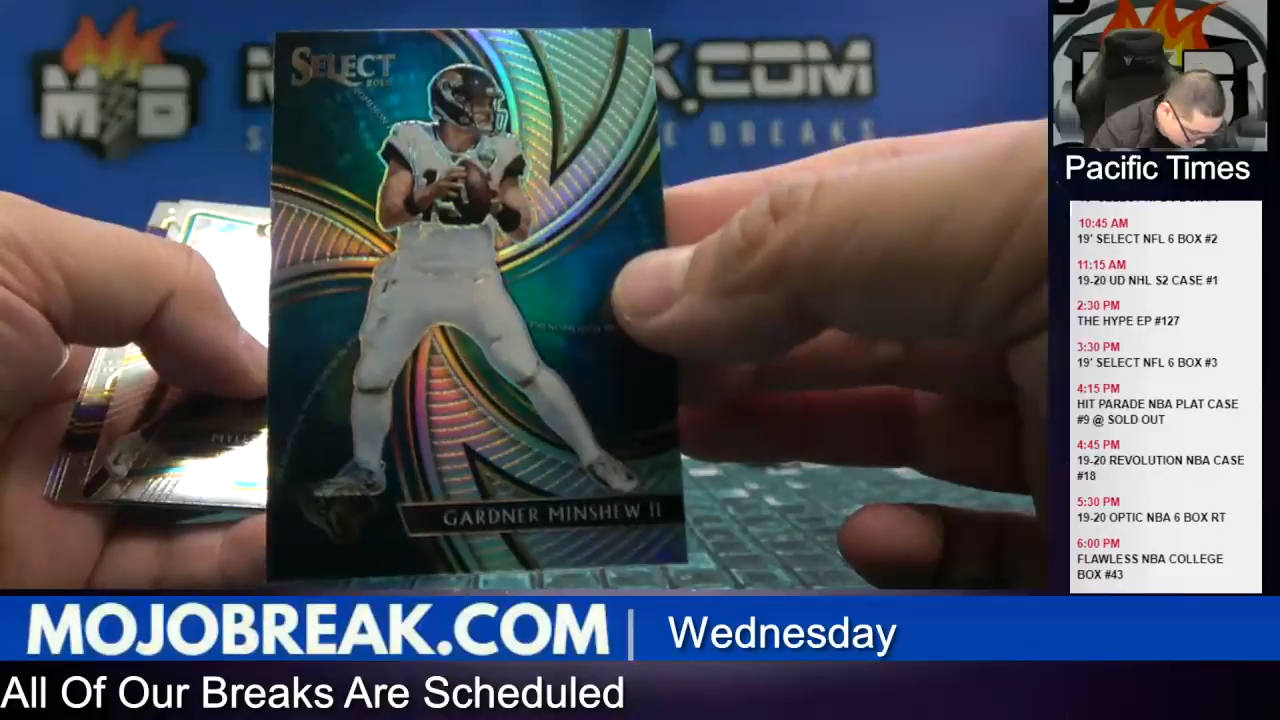 SELECT
2019
K.COM
E BREAKS
M B
GARDNER MINSHEW II
Pacific Times
10:45 AM
19' SELECT NFL 6 BOX #2
11:15 AM
19-20 UD NHL S2 CASE #1
2:30 PM
THE HYPE EP #127
3:30 PM
19' SELECT NFL 6 BOX #3
4:15 PM
HIT PARADE NBA PLAT CASE
#9 @ SOLD OUT
4:45 PM
19-20 REVOLUTION NBA CASE
#18
5:30 PM
19-20 OPTIC NBA 6 BOX RT
6:00 PM
FLAWLESS NBA COLLEGE
BOX #43
MOJOBREAK.COM | Wednesday
All Of Our Breaks Are Scheduled